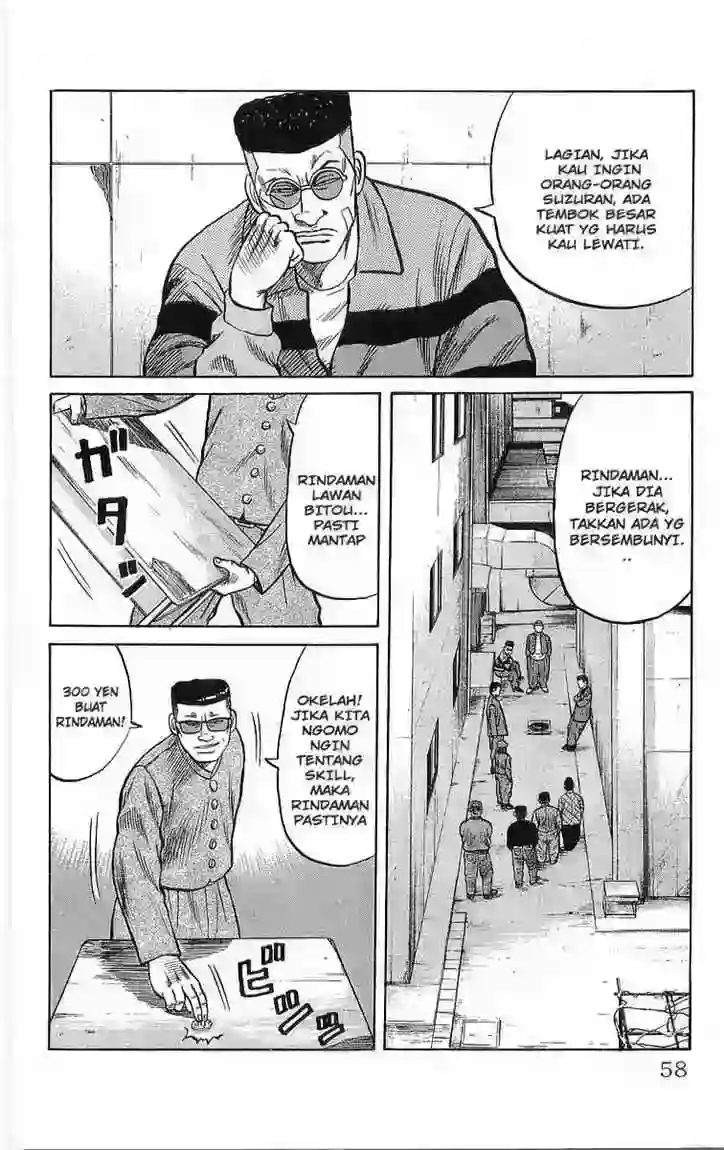 LAGIAN, JIKA
KAU INGIN
ORANG-ORANG
SUZURAN, ADA
TEMBOK BESAR
KUAT YG HARUS
KAU LEWATI.
RINDAMAN...
JIKA DIA
BERGERAK,
TAKKAN ADA YG
BERSEMBUNYI.
..
RINDAMAN
LAWAN
BITOU...
PASTI
MANTAP
ガタッ
OKELAH!
JIKA KITA
NGOMO
NGIN
TENTANG
SKILL,
MAKA
RINDAMAN
PASTINYA
300 YEN
BUAT
RINDAMAN!
ビシッ
58